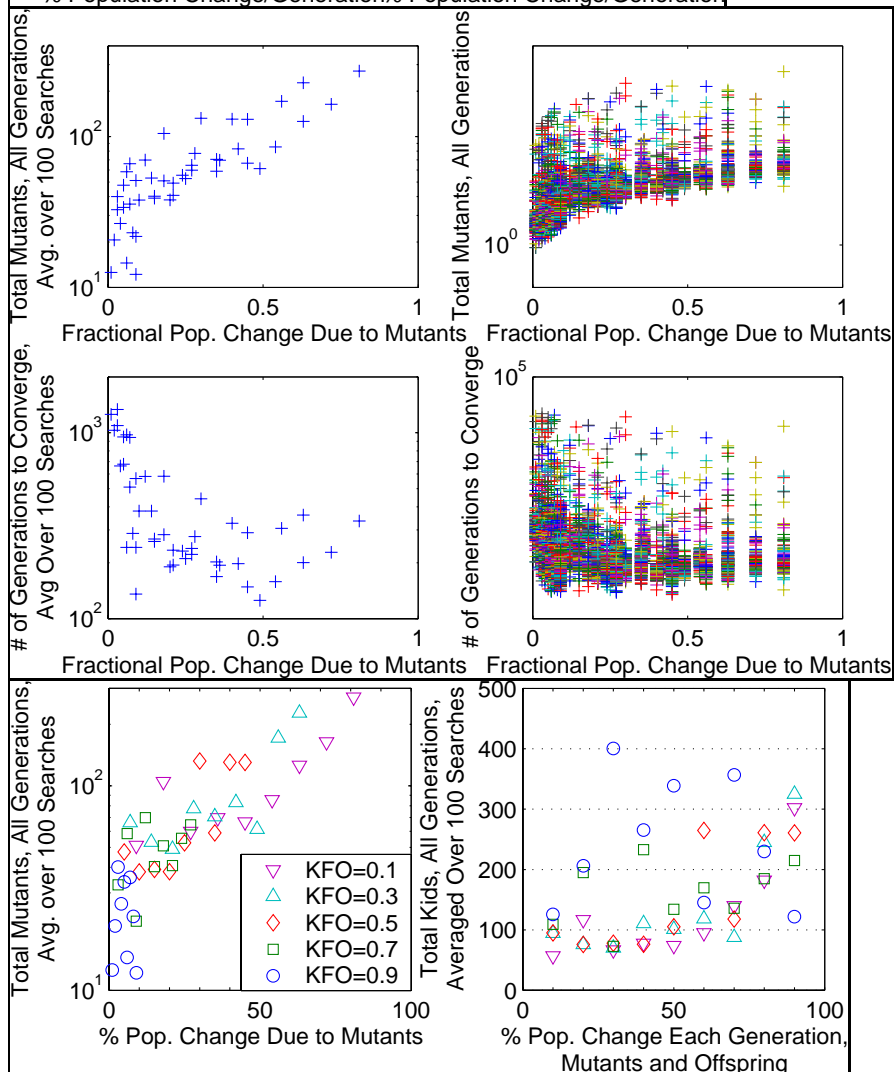 % Population Change/Generation% Population Change/Generation
Total Mutants, All Generations,
Avg. over 100 Searches
10^2
10^1
0
0.5
1
Fractional Pop. Change Due to Mutants
Total Mutants, All Generations
10^0
0
0.5
1
Fractional Pop. Change Due to Mutants
# of Generations to Converge
Avg Over 100 Searches
10^3
10^2
0
0.5
1
Fractional Pop. Change Due to Mutants
# of Generations to Converge
10^5
0
0.5
1
Fractional Pop. Change Due to Mutants
Total Mutants, All Generations,
Avg. over 100 Searches
10^2
10^1
0
50
100
% Pop. Change Due to Mutants
KFO=0.1
KFO=0.3
KFO=0.5
KFO=0.7
KFO=0.9
Total Kids, All Generations,
Averaged Over 100 Searches
500
400
300
200
100
0
0
50
100
% Pop. Change Each Generation,
Mutants and Offspring